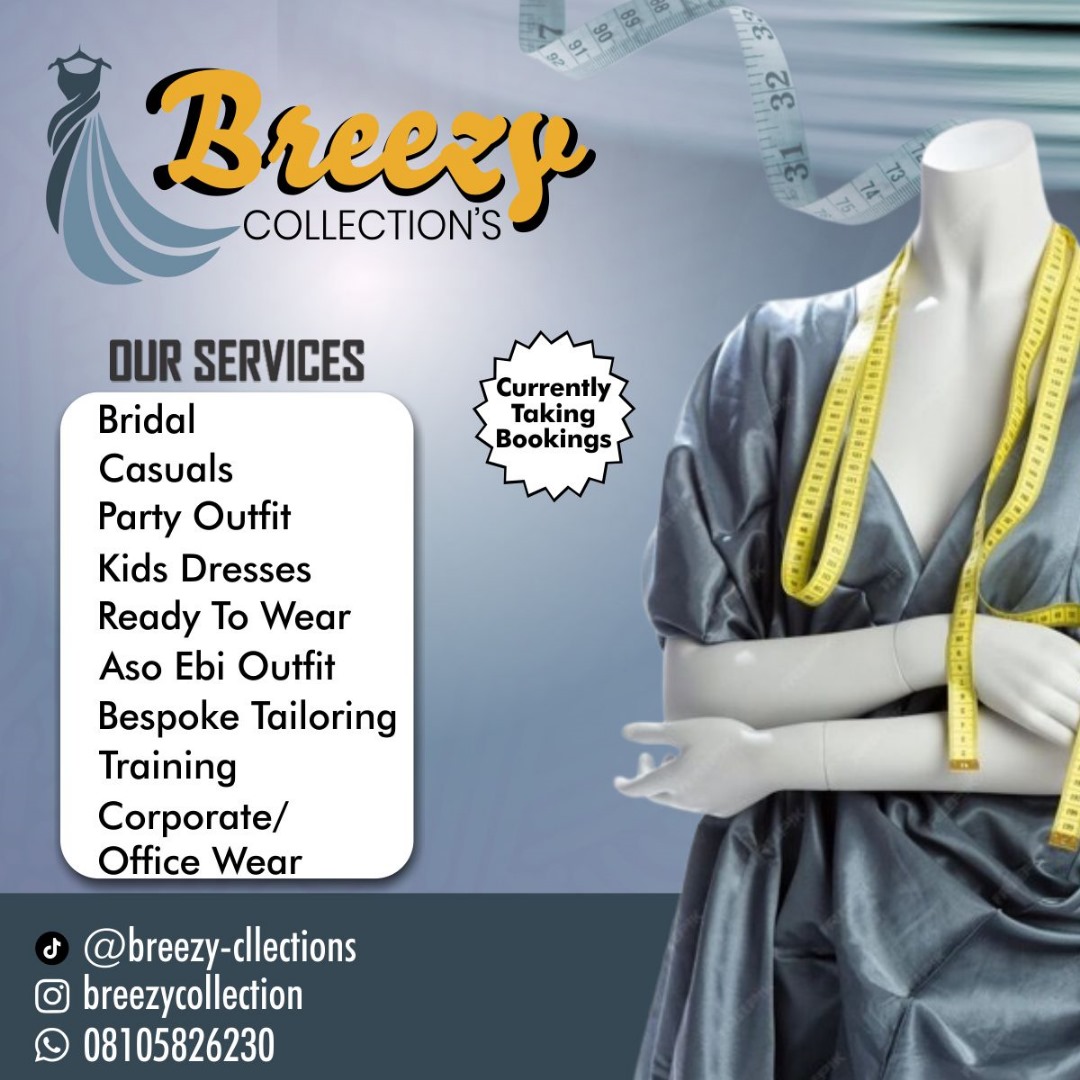 Breezy
COLLECTION'S
OUR SERVICES
Bridal
Casuals
Party Outfit
Kids Dresses
Ready To Wear
Aso Ebi Outfit
Bespoke Tailoring
Training
Corporate/
Office Wear
Currently
Taking
Bookings
@breezy-cllections
breezycollection
08105826230